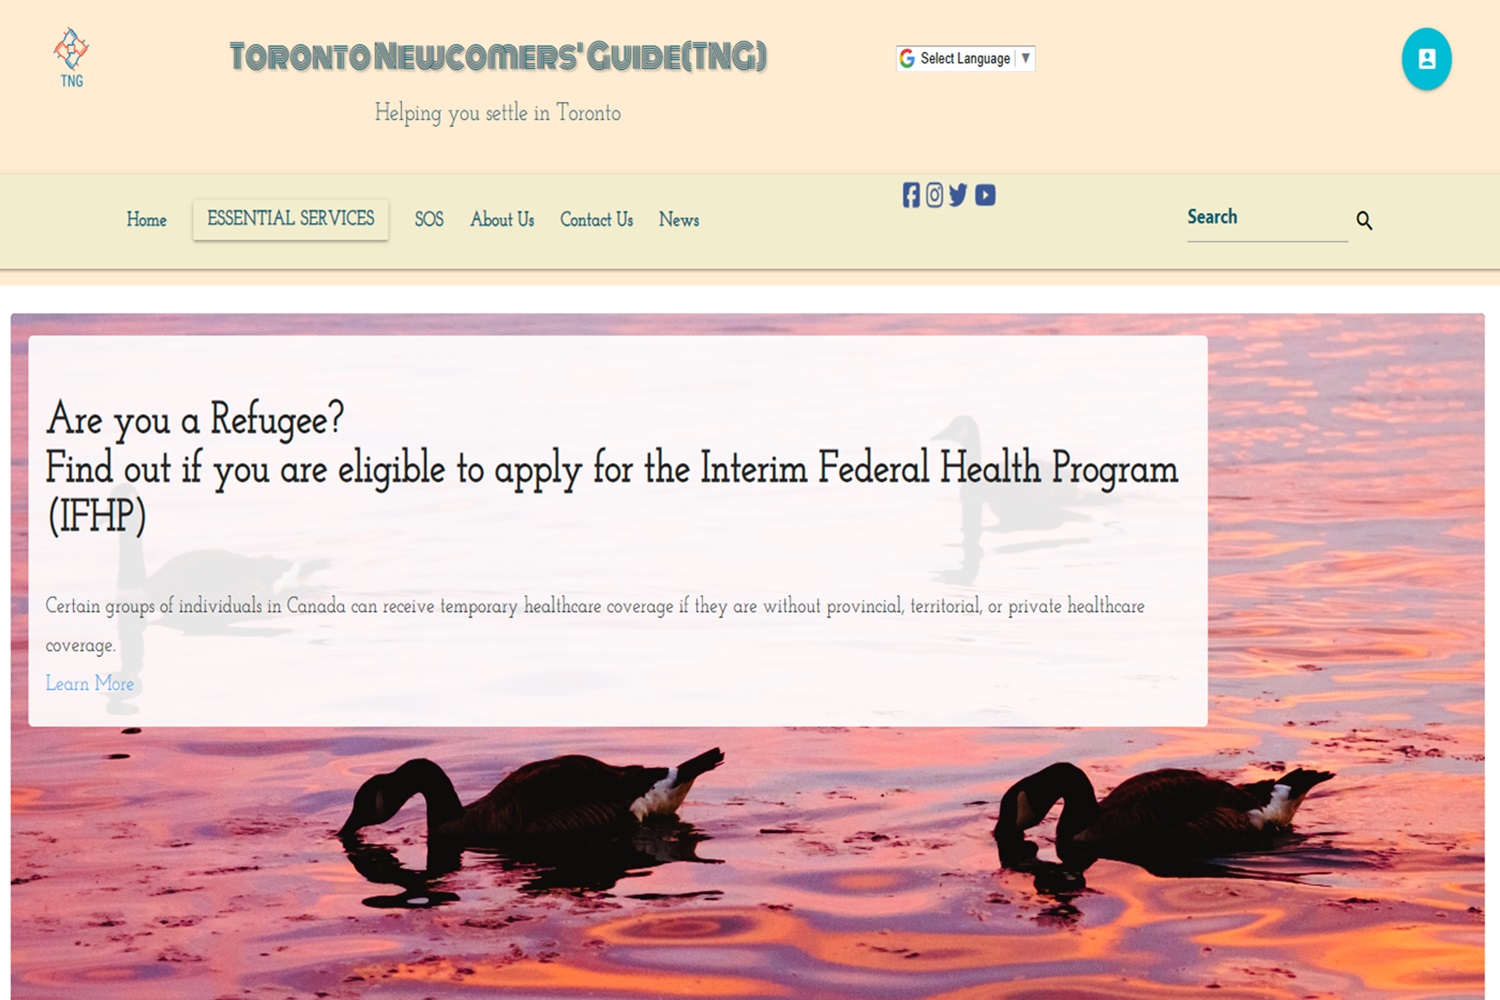 TNG
Toronto Newcomers' Guide(TNG)
Helping you settle in Toronto
Select Language ▼
Home
ESSENTIAL SERVICES
SOS
About Us
Contact Us
News
Search
Are you a Refugee?
Find out if you are eligible to apply for the Interim Federal Health Program
(IFHP)
Certain groups of individuals in Canada can receive temporary healthcare coverage if they are without provincial, territorial, or private healthcare
coverage.
Learn More